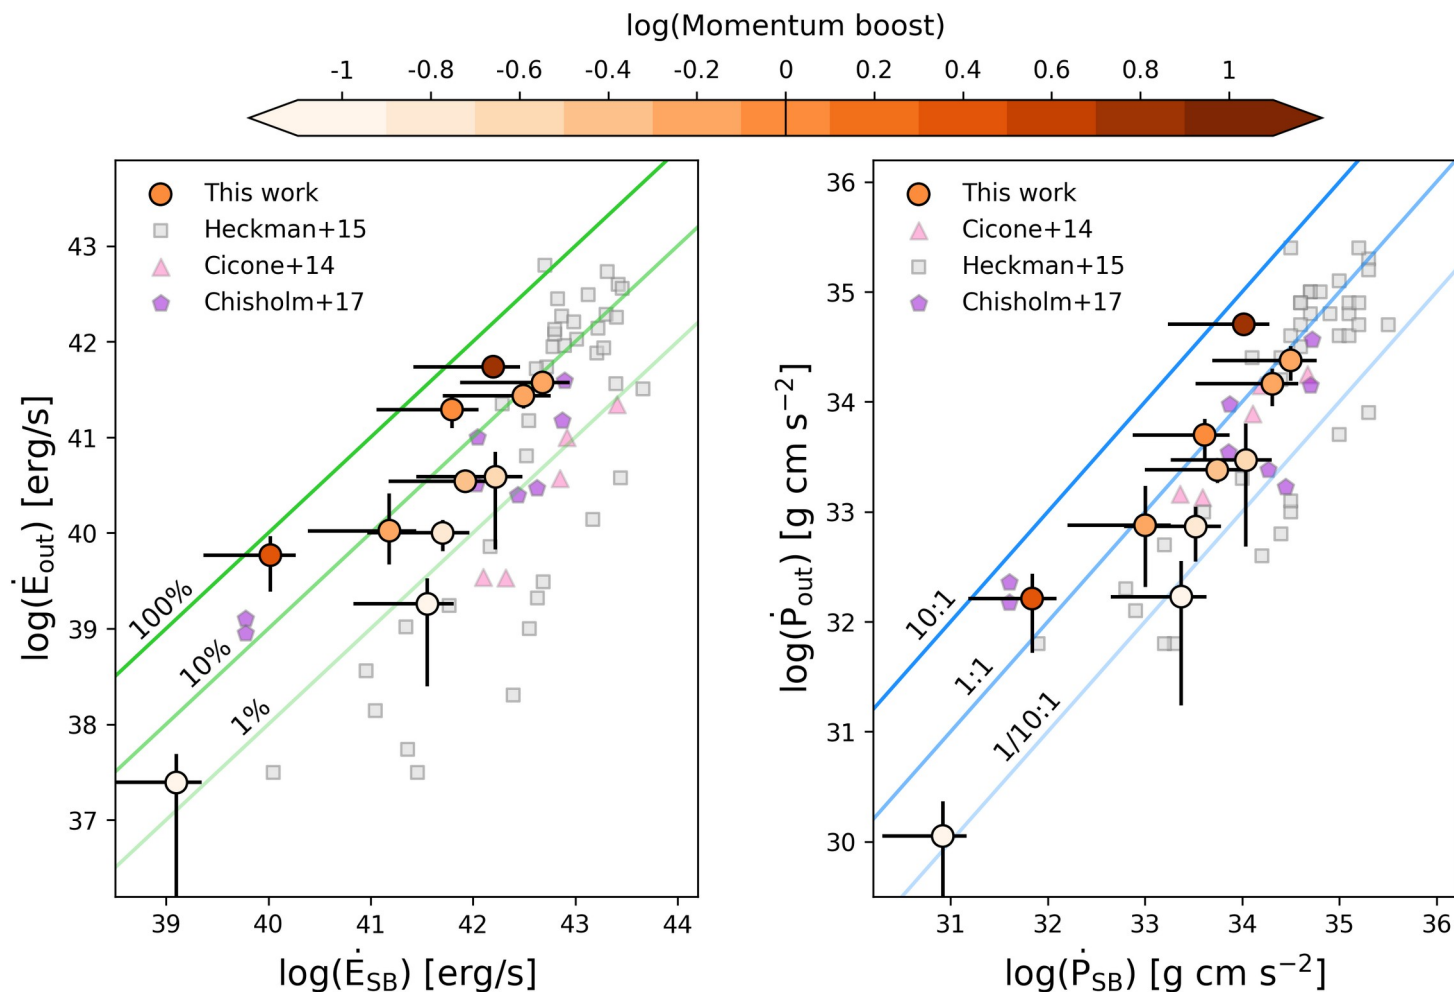 log(Momentum boost)
-1 -0.8 -0.6 -0.4 -0.2 0 0.2 0.4 0.6 0.8 1
This work
Heckman+15
Cicone+14
Chisholm+17
100%
10%
1%
43
42
41
40
39
38
37
39 40 41 42 43 44
log(Ė_out) [erg/s]
log(Ė_SB) [erg/s]
This work
Cicone+14
Heckman+15
Chisholm+17
10:1
1:1
1/10:1
36
35
34
33
32
31
30
31 32 33 34 35 36
log(Ṗ_out) [g cm s⁻²]
log(Ṗ_SB) [g cm s⁻²]